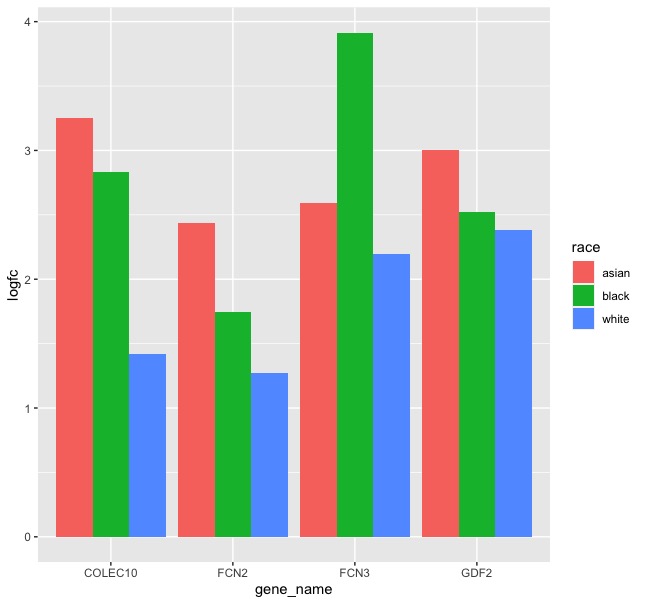 4
3
2
1
0
logfc
COLEC10 FCN2 FCN3 GDF2
gene_name
race
asian
black
white